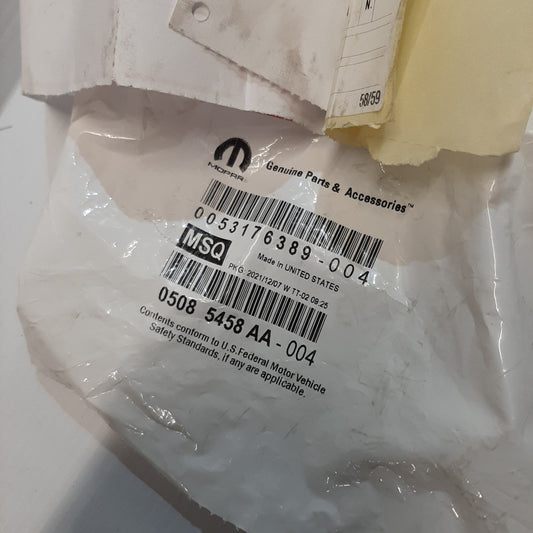 N.
58/59
MOPAR
Genuine Parts & Accessories™
0053176389-004
MSQ
Made in UNITED STATES
PKG: 2021/12/07 W TT-02 09:25
0508 5458 AA-004
Contents conform to U.S.Federal Motor Vehicle
Safety Standards, if any are applicable.